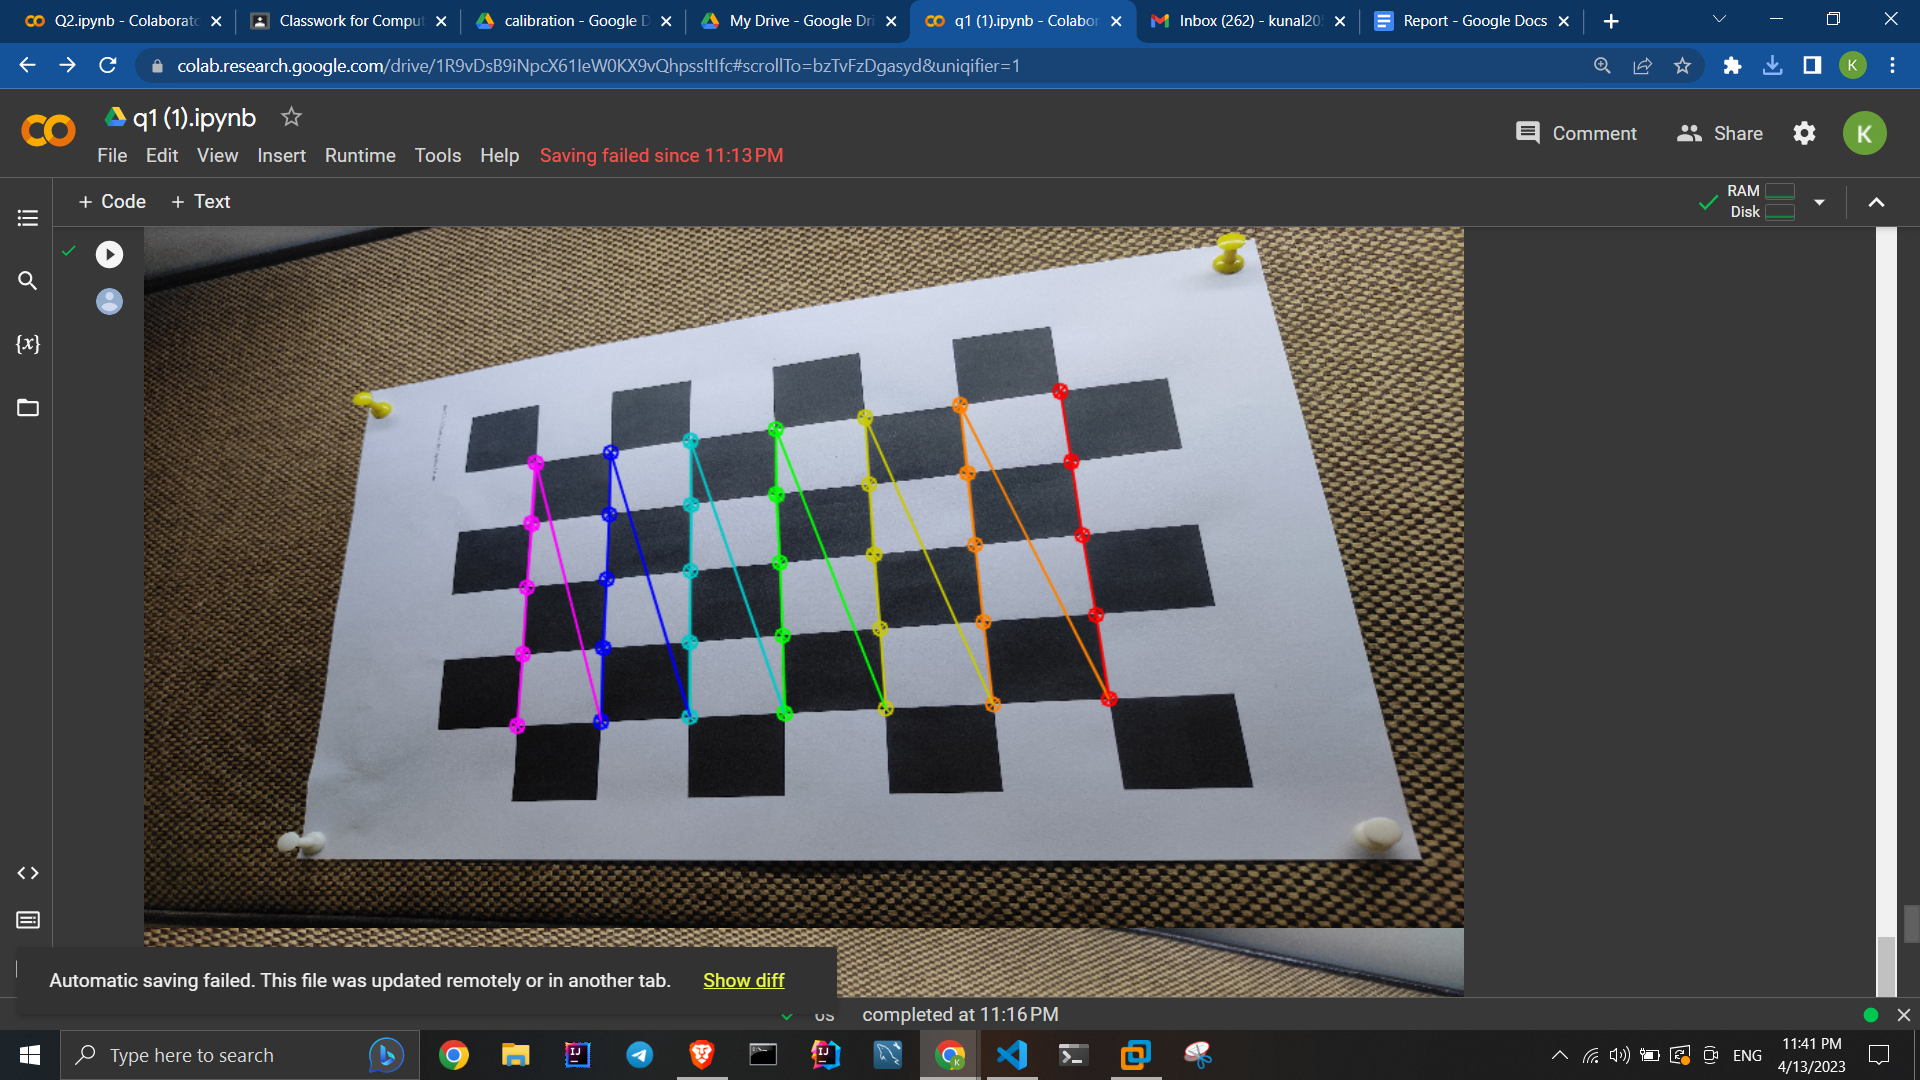 Q2.ipynb - Colaborato
Classwork for Comput
calibration - Google D
My Drive - Google Dri
q1 (1).ipynb - Colabor
Inbox (262) - kunal205
Report - Google Docs
colab.research.google.com/drive/1R9vDsB9iNpcX61IeW0KX9vQhpssItIfc#scrollTo=bzTvFzDgasyd&uniqifier=1
K
q1 (1).ipynb
Comment
Share
K
File Edit View Insert Runtime Tools Help Saving failed since 11:13 PM
+ Code + Text
RAM
Disk
{x}
Automatic saving failed. This file was updated remotely or in another tab. Show diff
0s completed at 11:16 PM
Type here to search
ENG
11:41 PM
4/13/2023